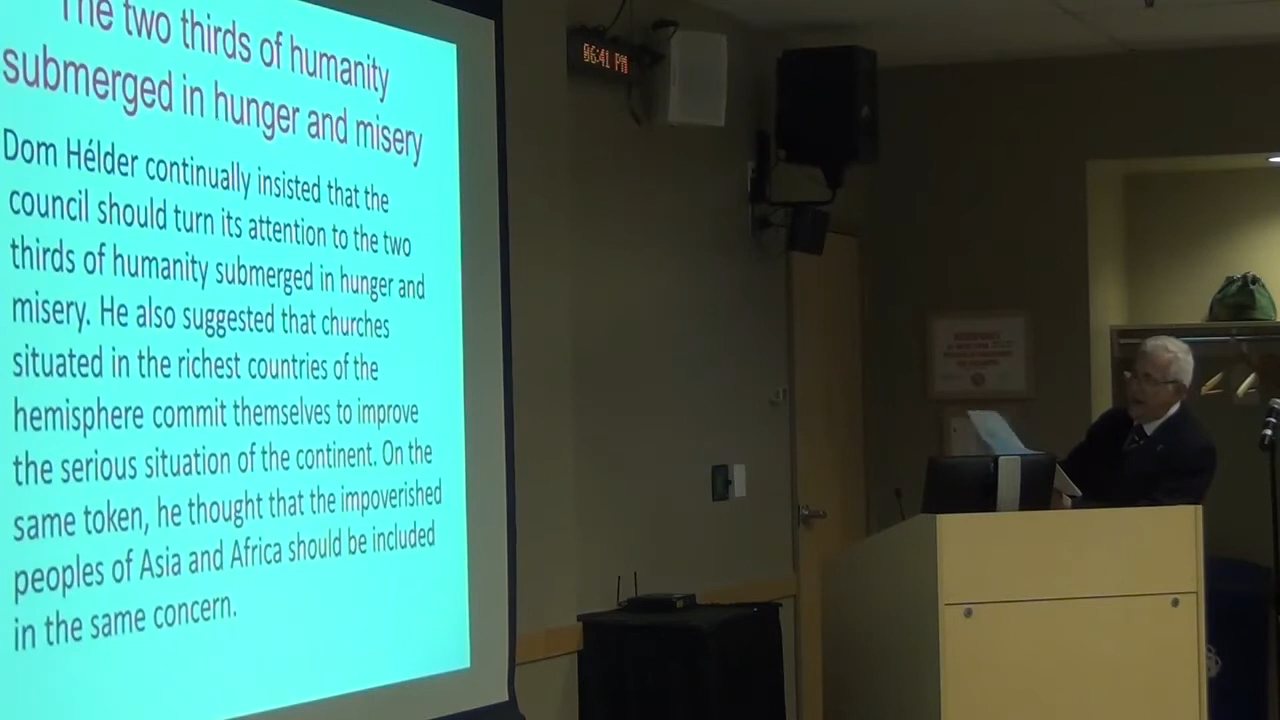 The two thirds of humanity
submerged in hunger and misery
Dom Hélder continually insisted that the
council should turn its attention to the two
thirds of humanity submerged in hunger and
misery. He also suggested that churches
situated in the richest countries of the
hemisphere commit themselves to improve
the serious situation of the continent. On the
same token, he thought that the impoverished
peoples of Asia and Africa should be included
in the same concern.
06:41 PM